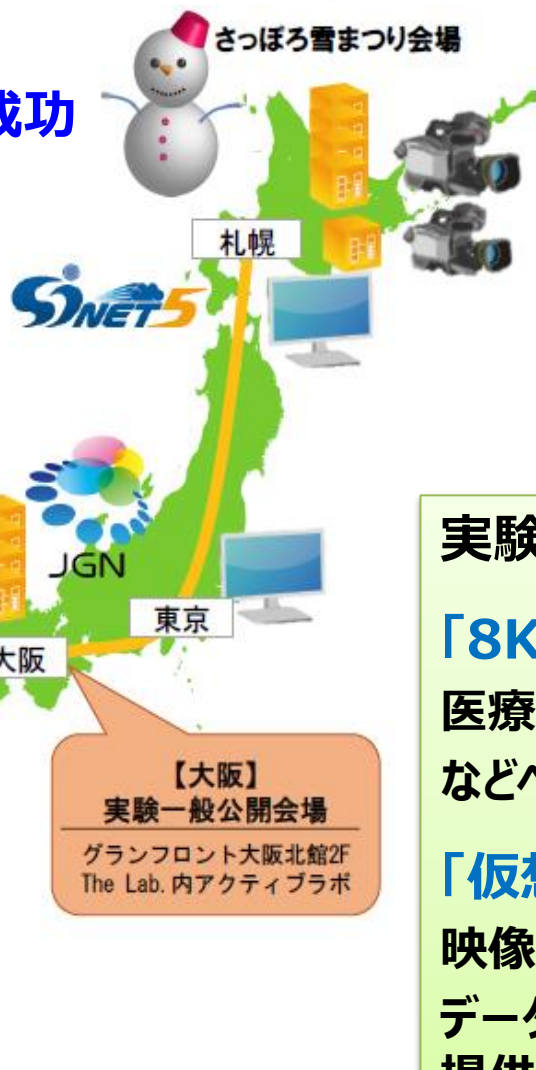 さっぽろ雪まつり会場
成功
札幌
SINET5
JGN
東京
大阪
【大阪】
実験一般公開会場
グランフロント大阪北館2F
The Lab.内アクティブラボ
実験
「8K
医療
などへ
「仮想
映像
データ
提供